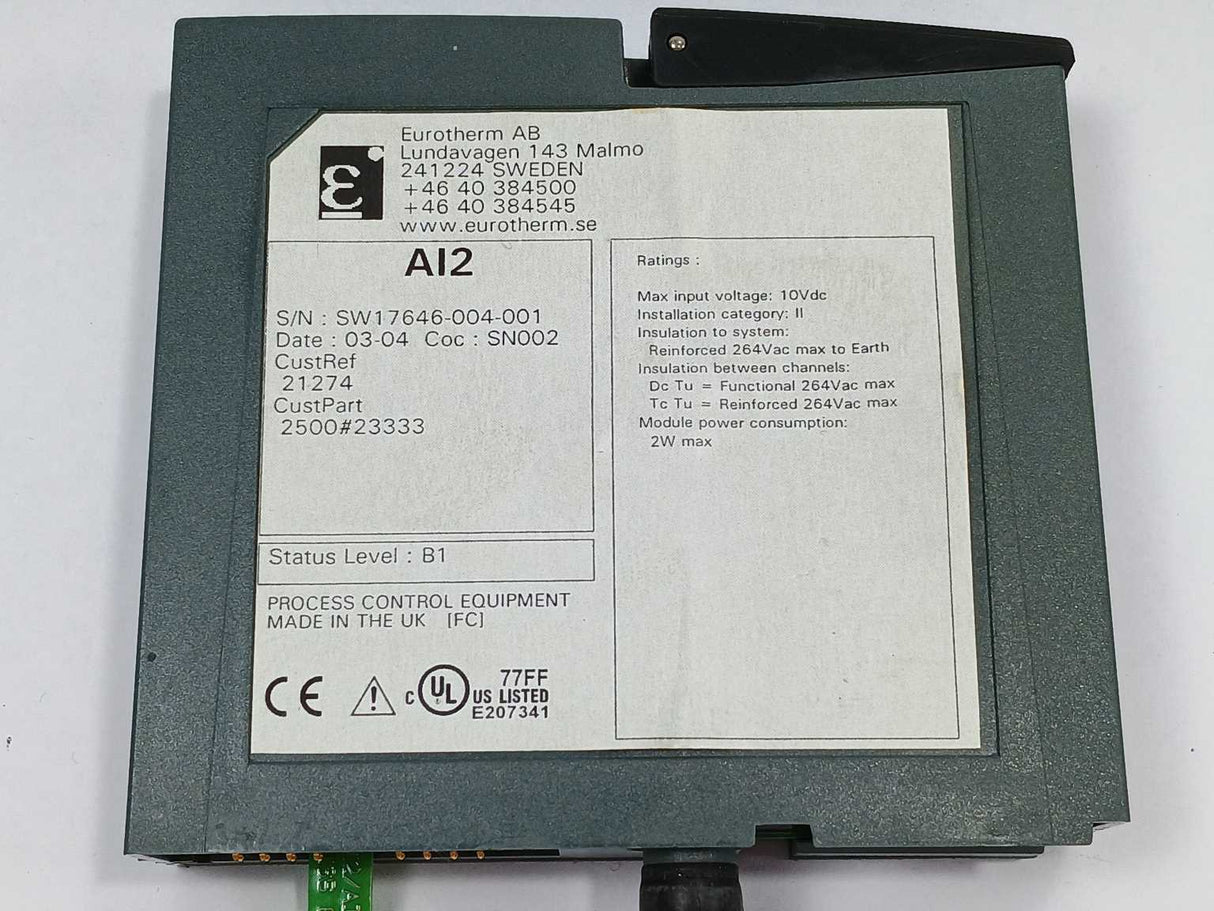 Eurotherm AB
Lundavagen 143 Malmo
241224 SWEDEN
+46 40 384500
+46 40 384545
www.eurotherm.se
AI2
S/N : SW17646-004-001
Date : 03-04 Coc : SN002
CustRef
21274
CustPart
2500#23333
Status Level : B1
PROCESS CONTROL EQUIPMENT
MADE IN THE UK [FC]
CE
C UL US LISTED
77FF
E207341
Ratings :
Max input voltage: 10Vdc
Installation category: II
Insulation to system:
Reinforced 264Vac max to Earth
Insulation between channels:
Dc Tu = Functional 264Vac max
Tc Tu = Reinforced 264Vac max
Module power consumption:
2W max